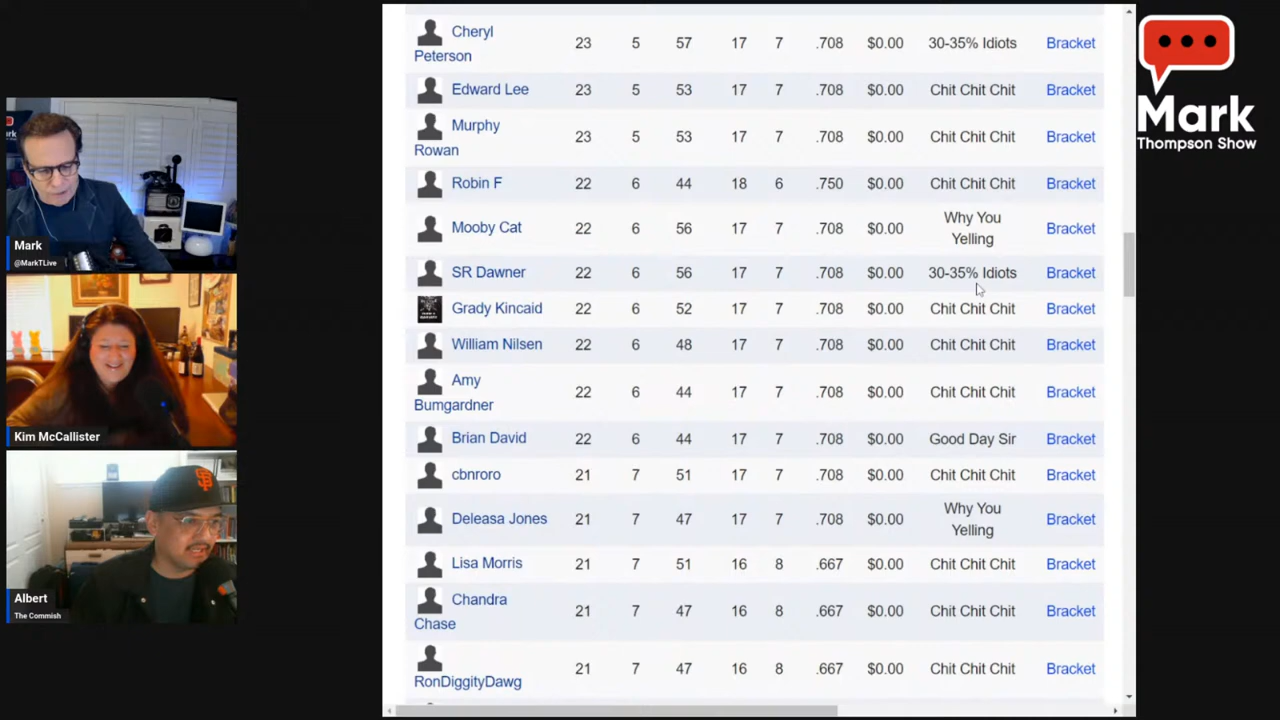 Cheryl
Peterson 23 5 57 17 7 .708 $0.00 30-35% Idiots Bracket
Edward Lee 23 5 53 17 7 .708 $0.00 Chit Chit Chit Bracket
Murphy
Rowan 23 5 53 17 7 .708 $0.00 Chit Chit Chit Bracket
Robin F 22 6 44 18 6 .750 $0.00 Chit Chit Chit Bracket
Mooby Cat 22 6 56 17 7 .708 $0.00 Why You
Yelling Bracket
SR Dawner 22 6 56 17 7 .708 $0.00 30-35% Idiots Bracket
Grady Kincaid 22 6 52 17 7 .708 $0.00 Chit Chit Chit Bracket
William Nilsen 22 6 48 17 7 .708 $0.00 Chit Chit Chit Bracket
Amy
Bumgardner 22 6 44 17 7 .708 $0.00 Chit Chit Chit Bracket
Brian David 22 6 44 17 7 .708 $0.00 Good Day Sir Bracket
cbnroro 21 7 51 17 7 .708 $0.00 Chit Chit Chit Bracket
Deleasa Jones 21 7 47 17 7 .708 $0.00 Why You
Yelling Bracket
Lisa Morris 21 7 51 16 8 .667 $0.00 Chit Chit Chit Bracket
Chandra
Chase 21 7 47 16 8 .667 $0.00 Chit Chit Chit Bracket
RonDiggityDawg 21 7 47 16 8 .667 $0.00 Chit Chit Chit Bracket
Mark
@MarkTLive
Kim McCallister
Albert
The Commish
Mark
Thompson Show
SF